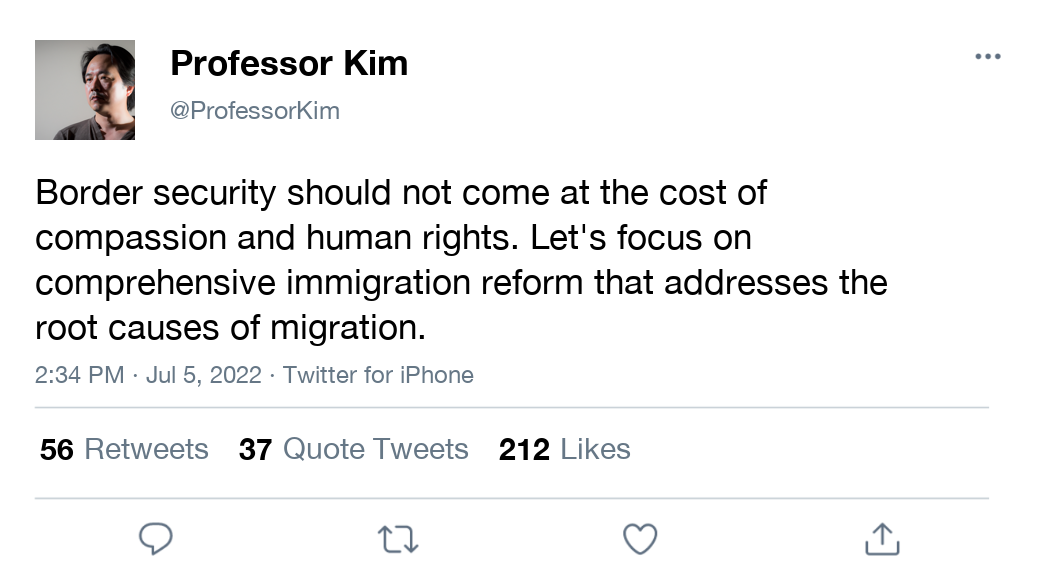 Professor Kim
@ProfessorKim
Border security should not come at the cost of
compassion and human rights. Let's focus on
comprehensive immigration reform that addresses the
root causes of migration.
2:34 PM · Jul 5, 2022 · Twitter for iPhone
56 Retweets 37 Quote Tweets 212 Likes